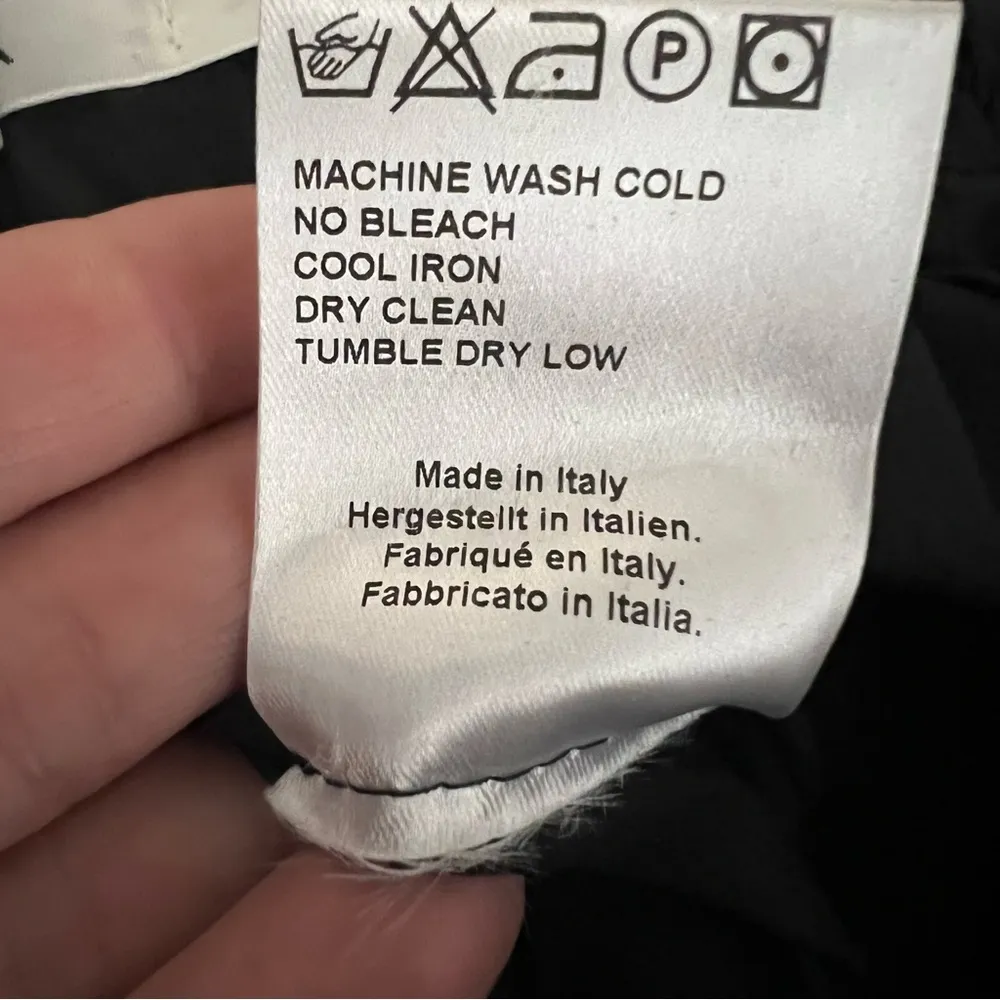 P
MACHINE WASH COLD
NO BLEACH
COOL IRON
DRY CLEAN
TUMBLE DRY LOW
Made in Italy
Hergestellt in Italien.
Fabriqué en Italy.
Fabbricato in Italia.